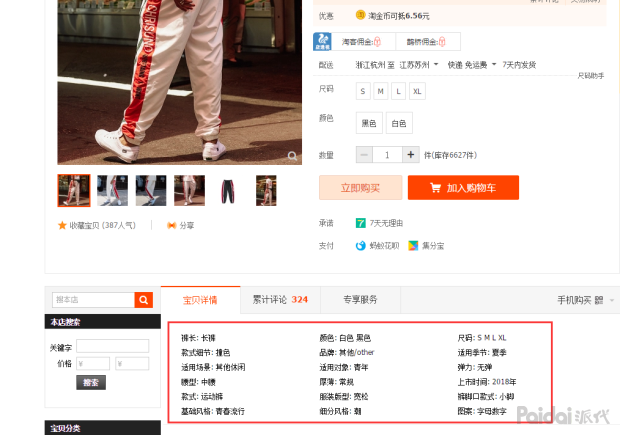 优惠 淘金币可抵6.56元
淘客佣金: 鹊桥佣金:
配送 浙江杭州 至 江苏苏州 快递 免运费 7天内发货
尺码助手
尺码 S M L XL
颜色 黑色 白色
数量 1 件(库存6627件)
立即购买 加入购物车
收藏宝贝 (387人气) 分享
承诺 7天无理由
支付 蚂蚁花呗 集分宝
搜本店
宝贝详情 累计评论 324 专享服务 手机购买
本店搜索
关键字
价格 ¥ ¥
搜索
宝贝分类
裤长: 长裤 颜色: 白色 黑色 尺码: S M L XL
款式细节: 撞色 品牌: 其他/other 适用季节: 夏季
适用场景: 其他休闲 适用对象: 青年 弹力: 无弹
腰型: 中腰 厚薄: 常规 上市时间: 2018年
款式: 运动裤 服装版型: 宽松 裤脚口款式: 小脚
基础风格: 青春流行 细分风格: 潮 图案: 字母数字
Paidai 派代